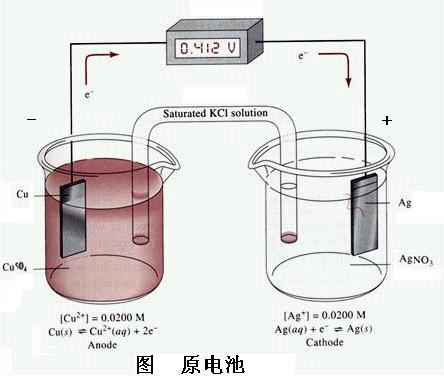 0.412 V
e⁻
e⁻
Saturated KCl solution
−
+
Cu
Ag
CuSO₄
AgNO₃
[Cu²⁺] = 0.0200 M
Cu(s) ⇌ Cu²⁺(aq) + 2e⁻
Anode
[Ag⁺] = 0.0200 M
Ag(aq) + e⁻ ⇌ Ag(s)
Cathode
图 原电池